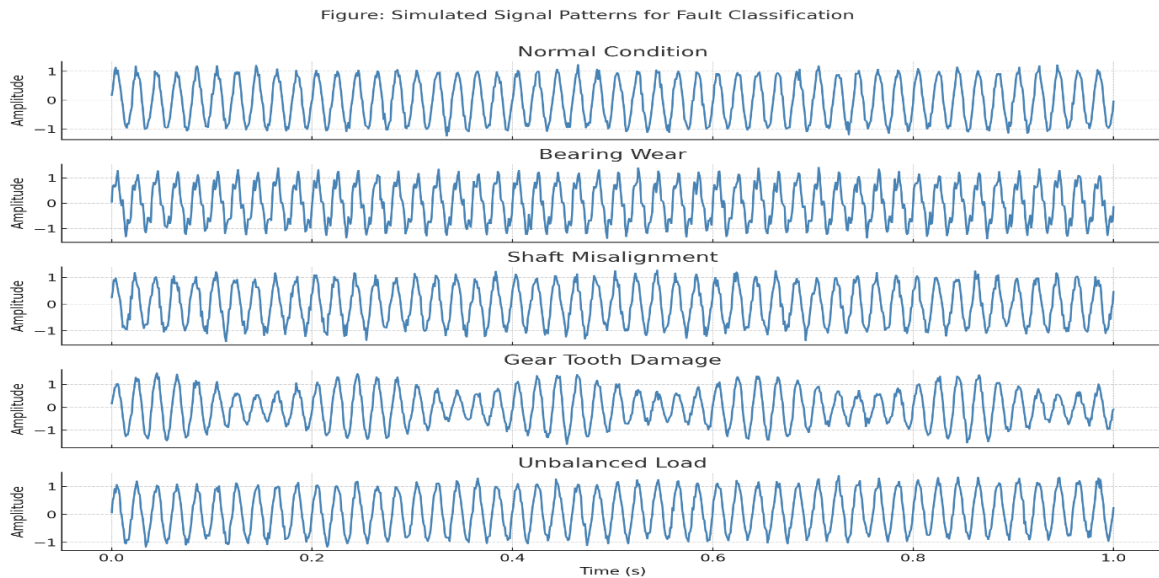 Figure: Simulated Signal Patterns for Fault Classification
Normal Condition
Amplitude
1
0
−1
Bearing Wear
Amplitude
1
0
−1
Shaft Misalignment
Amplitude
1
0
−1
Gear Tooth Damage
Amplitude
1
0
−1
Unbalanced Load
Amplitude
1
0
−1
0.0 0.2 0.4 0.6 0.8 1.0
Time (s)